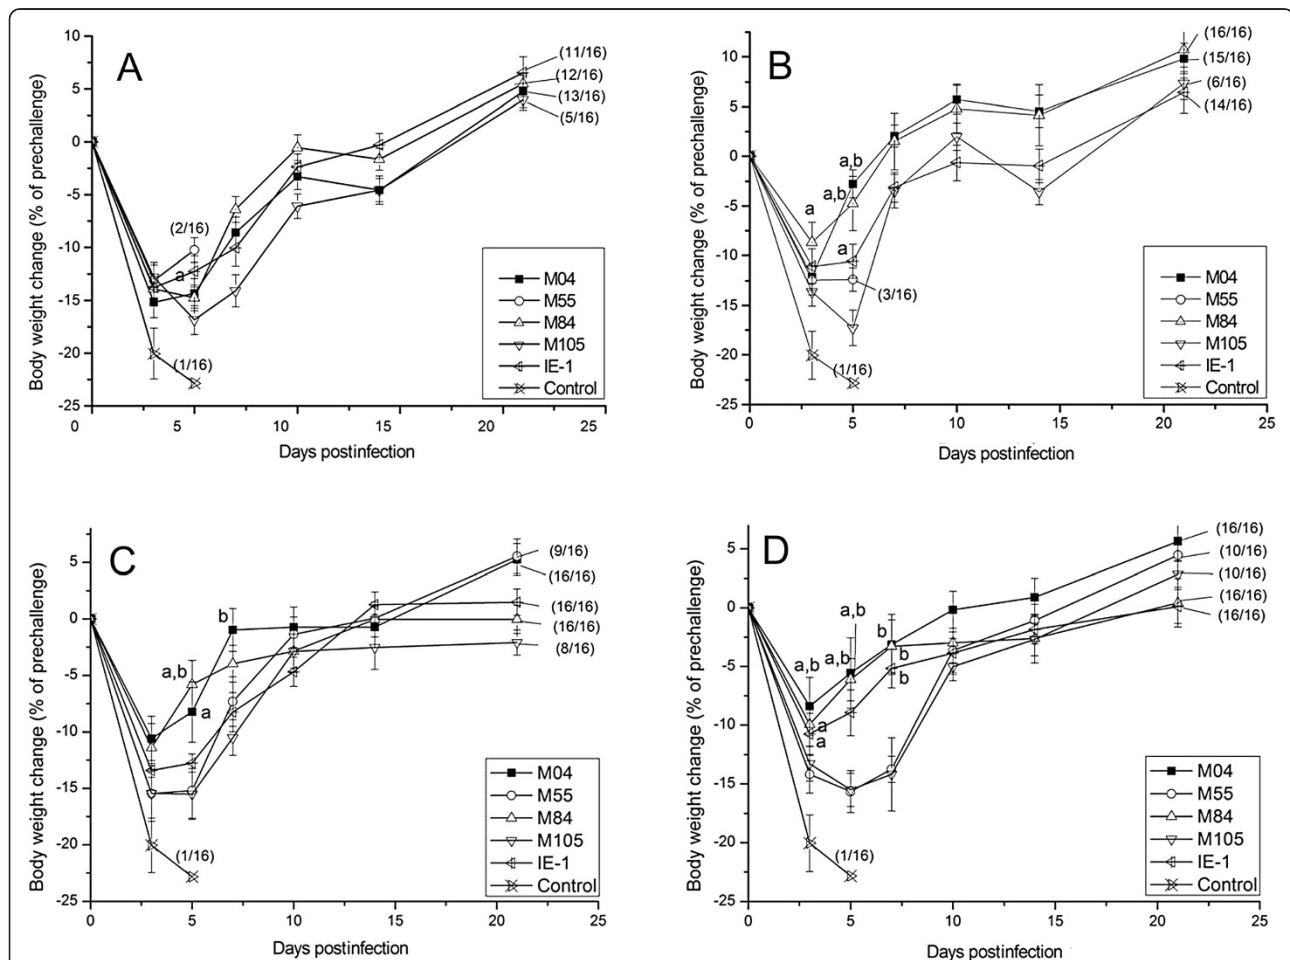 A
Body weight change (% of prechallenge)
10
5
0
-5
-10
-15
-20
-25
0
5
10
15
20
25
Days postinfection
(11/16)
(12/16)
(13/16)
(5/16)
(2/16)
a
(1/16)
M04
M55
M84
M105
IE-1
Control
B
Body weight change (% of prechallenge)
10
5
0
-5
-10
-15
-20
-25
0
5
10
15
20
25
Days postinfection
(16/16)
(15/16)
(6/16)
(14/16)
a,b
a,b
a
a
(3/16)
(1/16)
M04
M55
M84
M105
IE-1
Control
C
Body weight change (% of prechallenge)
5
0
-5
-10
-15
-20
-25
0
5
10
15
20
25
Days postinfection
(9/16)
(16/16)
(16/16)
(16/16)
(8/16)
b
a,b
a
(1/16)
M04
M55
M84
M105
IE-1
Control
D
Body weight change (% of prechallenge)
5
0
-5
-10
-15
-20
-25
0
5
10
15
20
25
Days postinfection
(16/16)
(10/16)
(10/16)
(16/16)
(16/16)
a,b
a,b
a,b
b
b
b
a
a
(1/16)
M04
M55
M84
M105
IE-1
Control